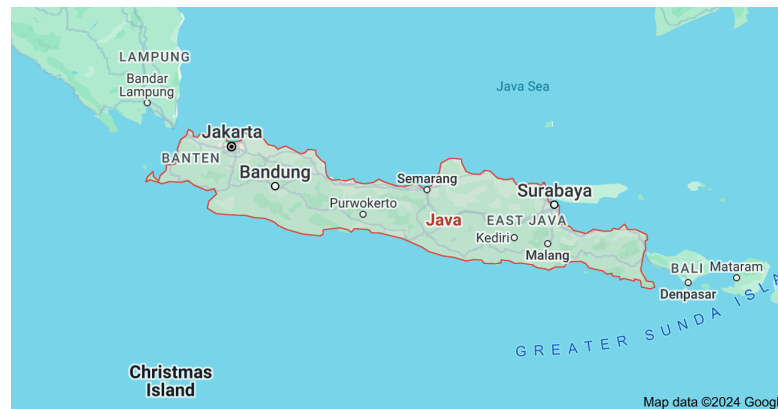 LAMPUNG
Bandar
Lampung
Java Sea
Jakarta
BANTEN
Bandung
Semarang
Purwokerto
Surabaya
Java
EAST JAVA
Kediri
Malang
BALI
Mataram
Denpasar
GREATER SUNDA ISLA
Christmas
Island
Map data ©2024 Googl